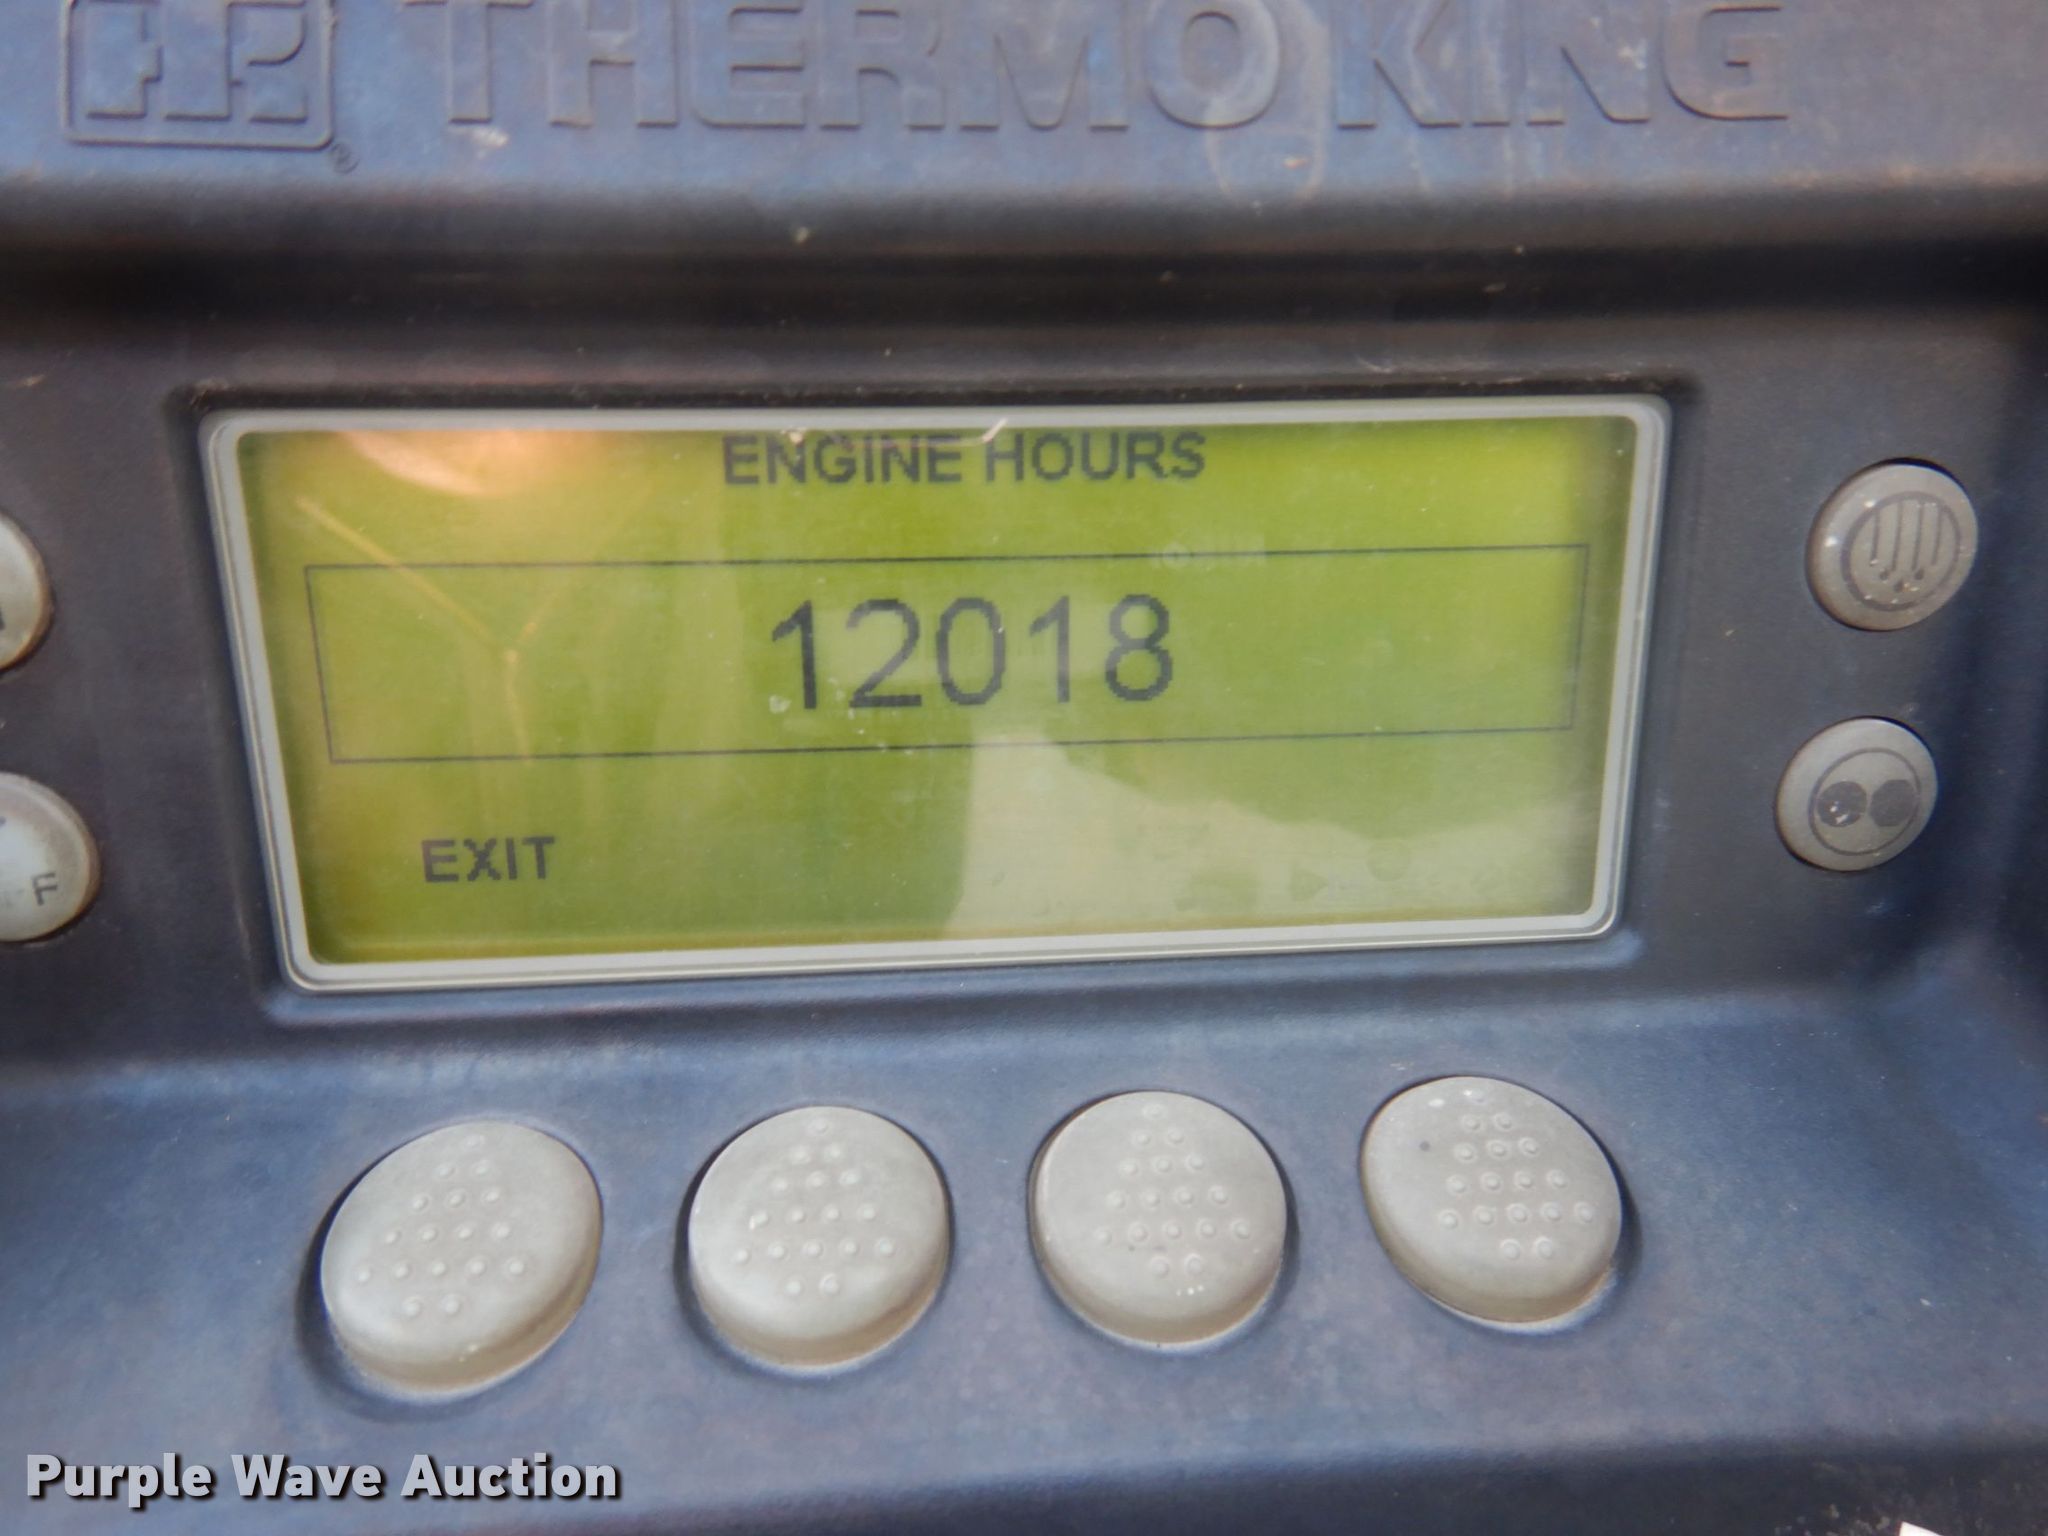 THERMO KING
®
ENGINE HOURS
12018
EXIT
F
Purple Wave Auction